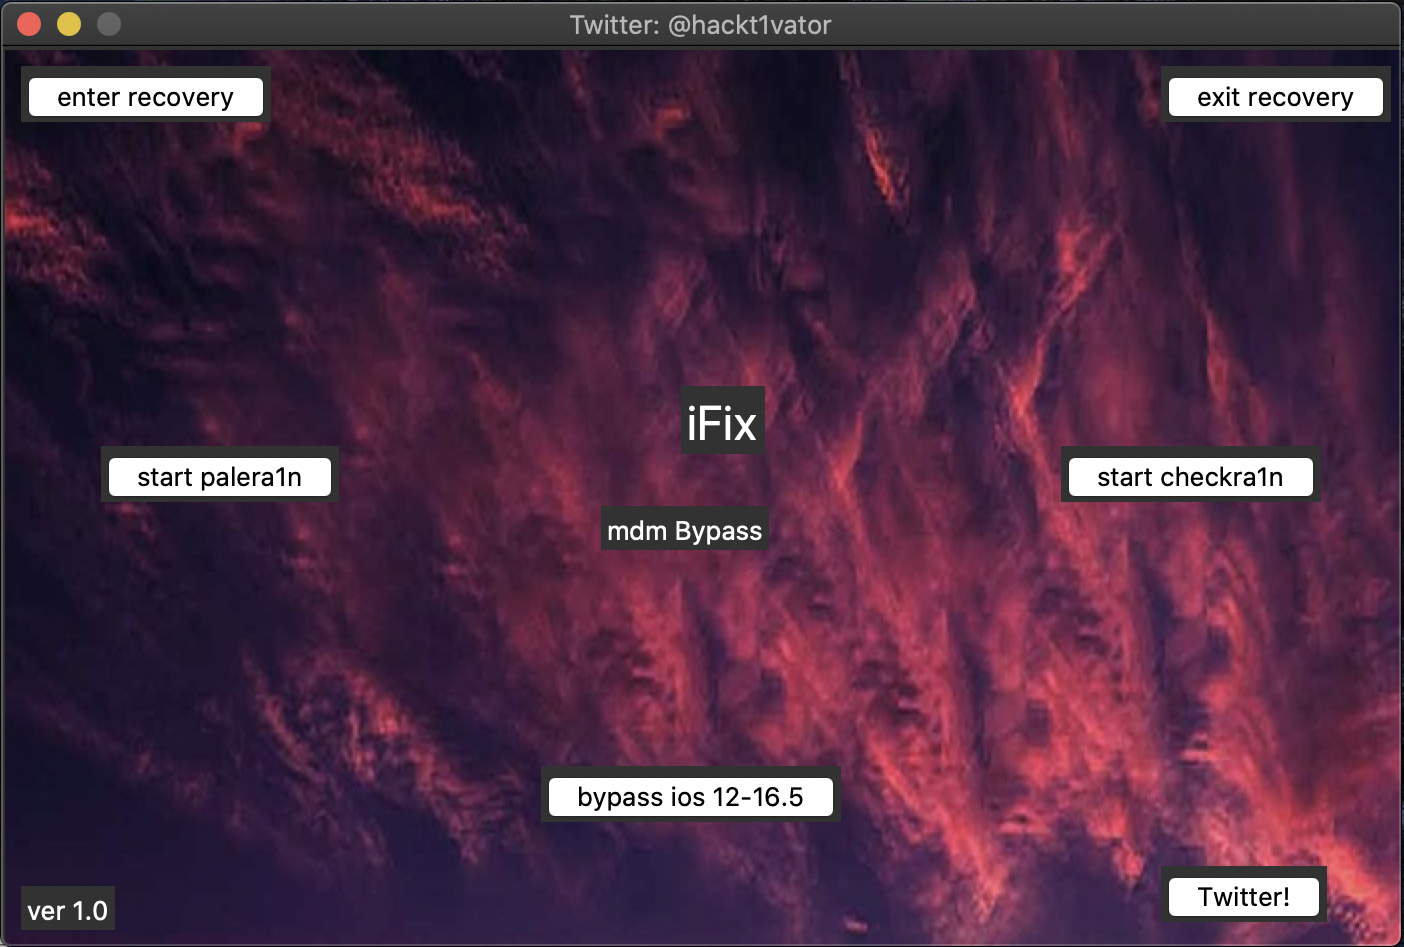 Twitter: @hackt1vator
enter recovery
exit recovery
iFix
start palera1n
start checkra1n
mdm Bypass
bypass ios 12-16.5
Twitter!
ver 1.0